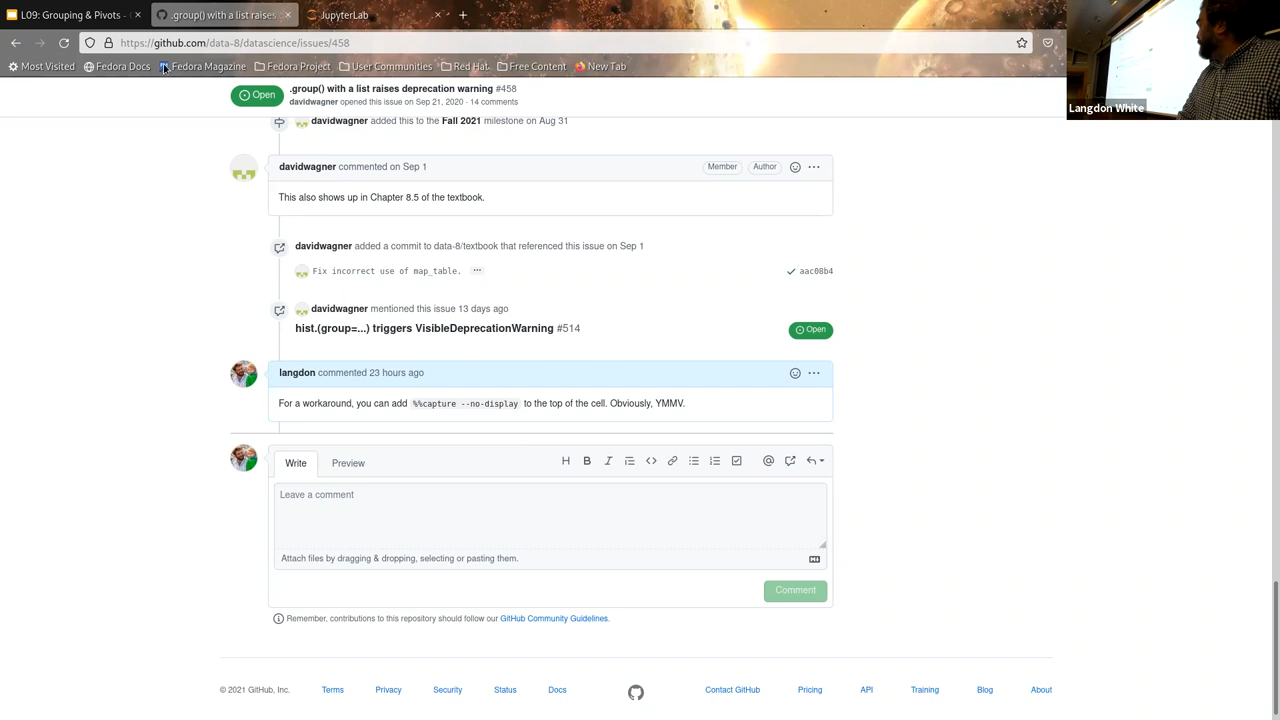 L09: Grouping & Pivots -
.group() with a list raises
JupyterLab
https://github.com/data-8/datascience/issues/458
Most Visited
Fedora Docs
Fedora Magazine
Fedora Project
User Communities
Red Hat
Free Content
New Tab
Langdon White
Open
.group() with a list raises deprecation warning #458
davidwagner opened this issue on Sep 21, 2020 · 14 comments
davidwagner added this to the Fall 2021 milestone on Aug 31
davidwagner commented on Sep 1
Member
Author
This also shows up in Chapter 8.5 of the textbook.
davidwagner added a commit to data-8/textbook that referenced this issue on Sep 1
Fix incorrect use of map_table.
aac08b4
davidwagner mentioned this issue 13 days ago
hist.(group=...) triggers VisibleDeprecationWarning #514
Open
langdon commented 23 hours ago
For a workaround, you can add %%capture --no-display to the top of the cell. Obviously, YMMV.
Write
Preview
Leave a comment
Attach files by dragging & dropping, selecting or pasting them.
Comment
Remember, contributions to this repository should follow our GitHub Community Guidelines.
© 2021 GitHub, Inc.
Terms
Privacy
Security
Status
Docs
Contact GitHub
Pricing
API
Training
Blog
About